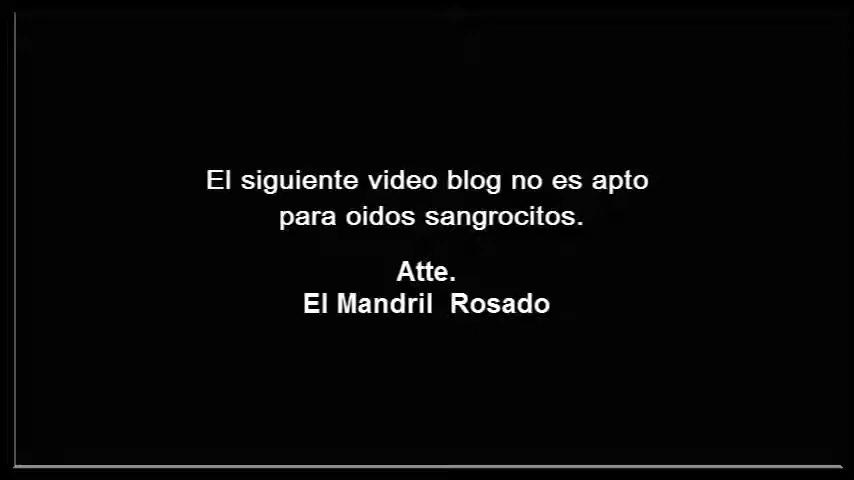 El siguiente video blog no es apto
para oidos sangrocitos.
Atte.
El Mandril  Rosado